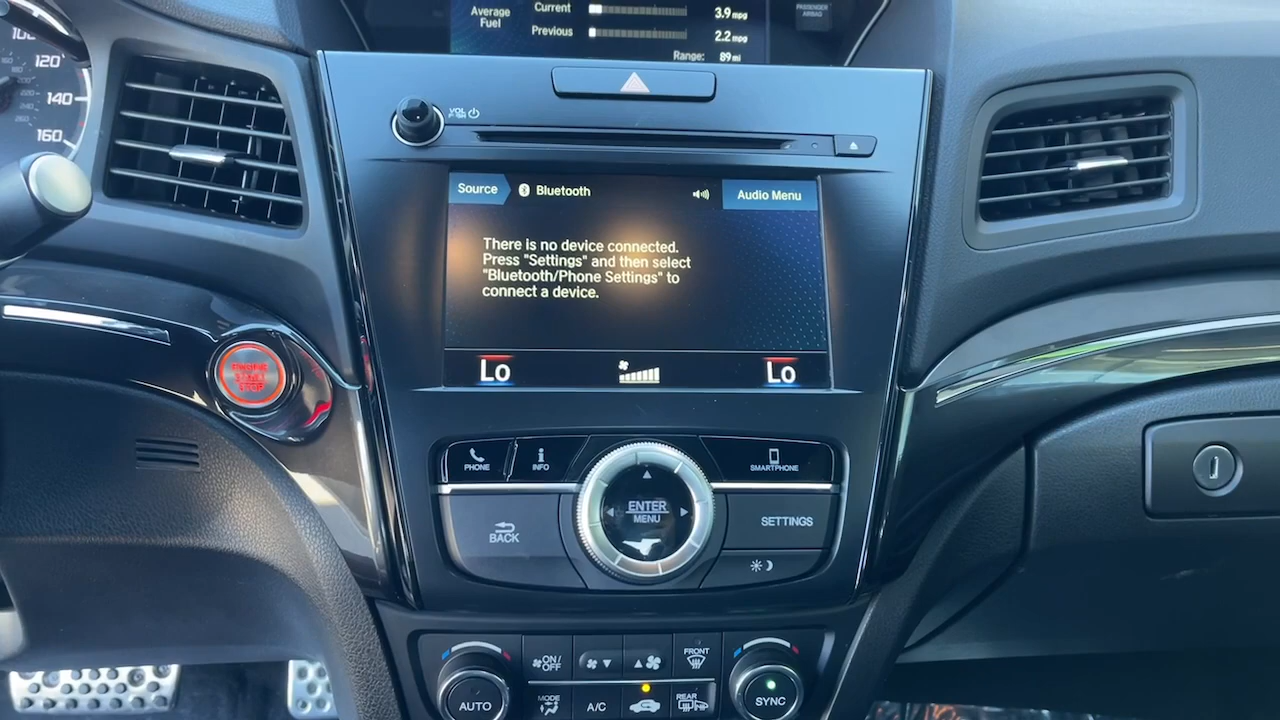 Average
Fuel
Current
3.9 mpg
Previous
2.2 mpg
Range: 89 mi
PASSENGER
AIRBAG
120
140
160
VOL
Source
Bluetooth
Audio Menu
There is no device connected.
Press "Settings" and then select
"Bluetooth/Phone Settings" to
connect a device.
Lo
Lo
ENGINE
START
STOP
PHONE
INFO
SMARTPHONE
ENTER
MENU
BACK
SETTINGS
ON/
OFF
FRONT
AUTO
MODE
A/C
REAR
SYNC